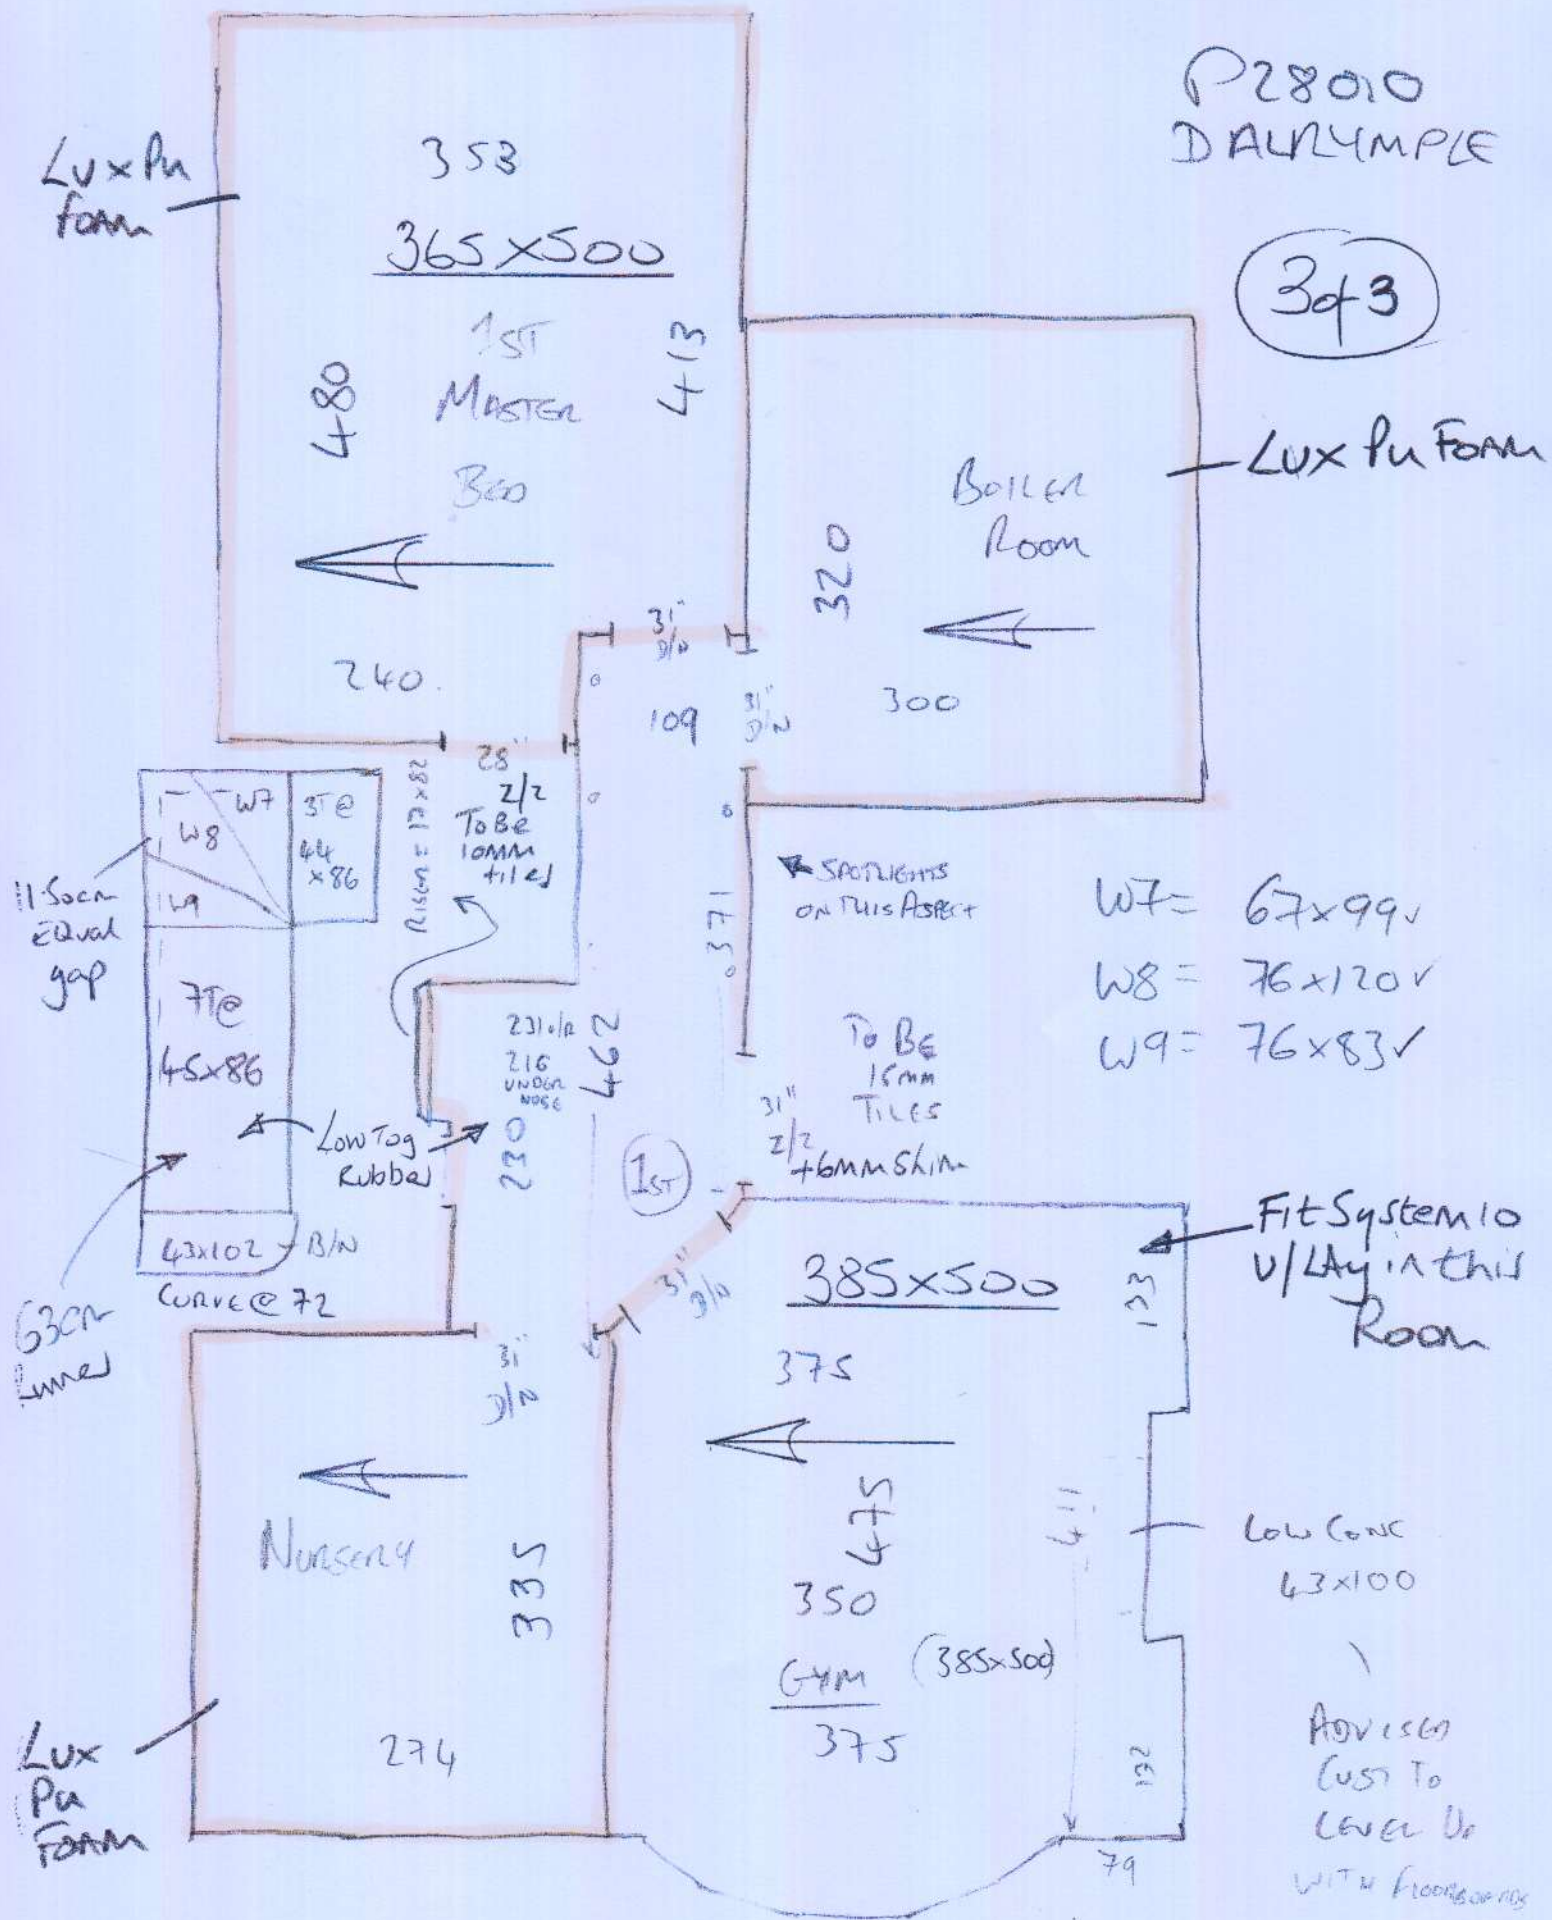 P28010
DALRYMPLE
3of3
Lux Pu
Foam
353
365x500
1ST
MASTER
BED
480
413
240
31"
D/N
31"
D/N
109
BOILER
ROOM
320
300
LUX Pu FOAM
28"
Z/Z
To Be
10MM
tiled
RISER = 17x82
W7
W8
W9
3T@
44
x86
11.50cm
EQual
gap
7T@
45x86
Low Tog
Rubber
43x102 - B/N
CURVE@72
63cm
runner
SPOTLIGHTS
ON THIS ASPECT
371
W7= 67x99✓
W8= 76x120✓
W9= 76x83✓
231
216
UNDER
NOSE
462
230
1ST
To Be
15mm
TILES
31"
Z/Z
+6mm Shim
31"
D/N
31"
D/N
Fit System 10
U/LAy in this
Room
385x500
133
375
475
411
350
GYM
(385x500)
375
132
79
LOW CONC
43x100
ADVISED
CUST To
LEVEL UP
WITH FLOORBOARDS
NURSERY
335
274
Lux
Pu
FOAM